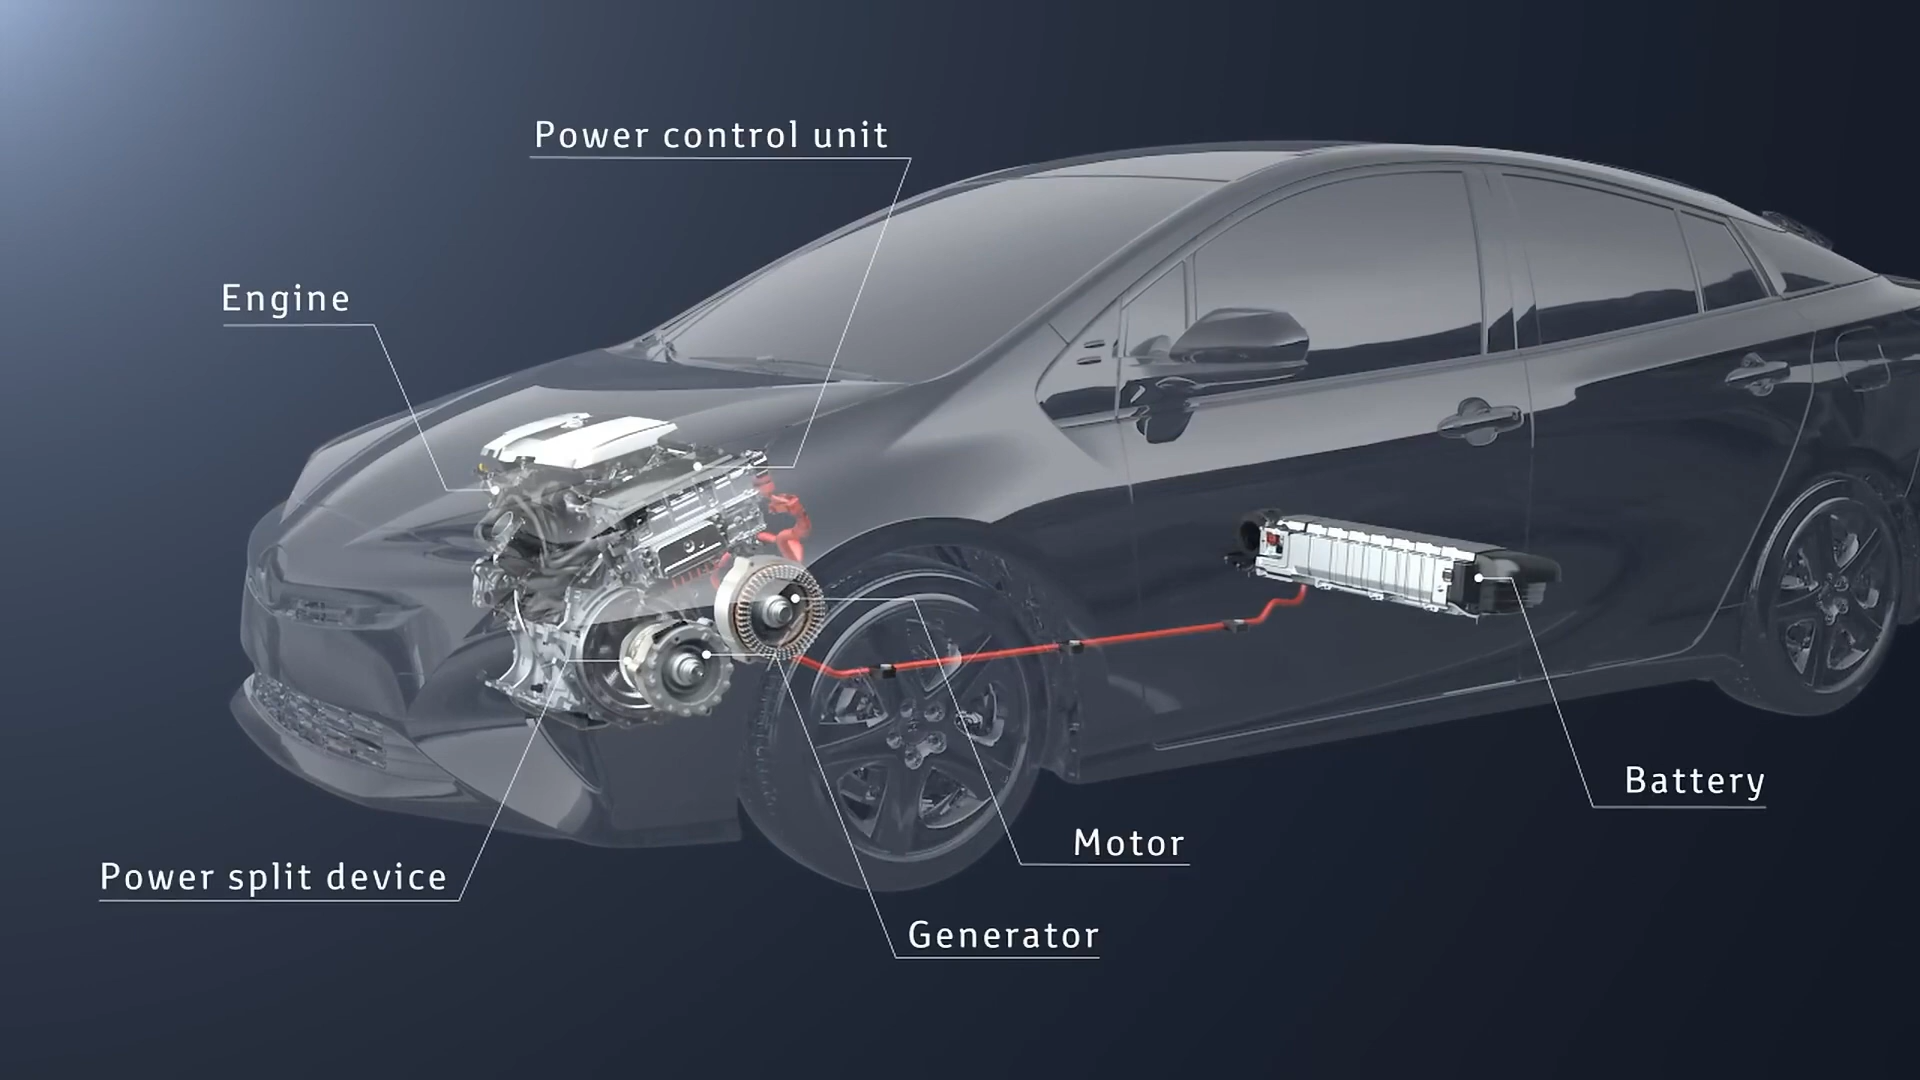 Power control unit
Engine
Battery
Motor
Power split device
Generator